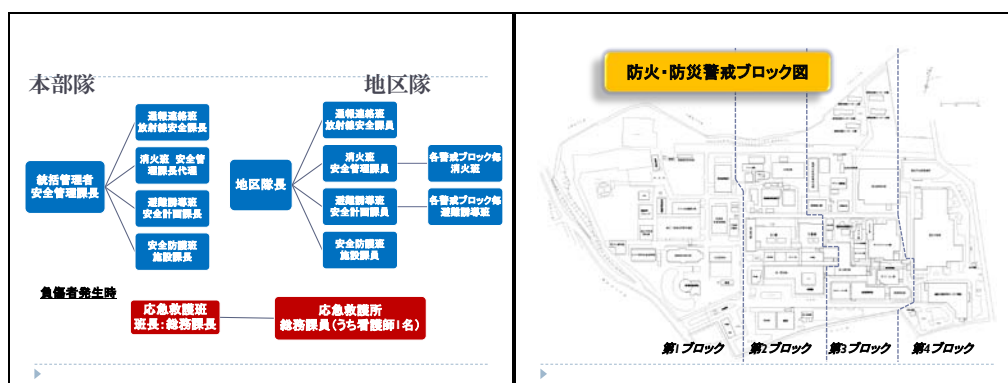 本部隊
地区隊
通報連絡班
放射線安全課長
消火班 安全管
理課長代理
統括管理者
安全管理課長
避難誘導班
安全計画課長
安全防護班
施設課長
通報連絡班
放射線安全課員
消火班
安全管理課員
各警戒ブロック毎
消火班
地区隊長
避難誘導班
安全計画課員
各警戒ブロック毎
避難誘導班
安全防護班
施設課員
負傷者発生時
応急救護班
班長：総務課長
応急救護所
総務課員（うち看護師1名）
防火・防災警戒ブロック図
第1ブロック
第2ブロック
第3ブロック
第4ブロック